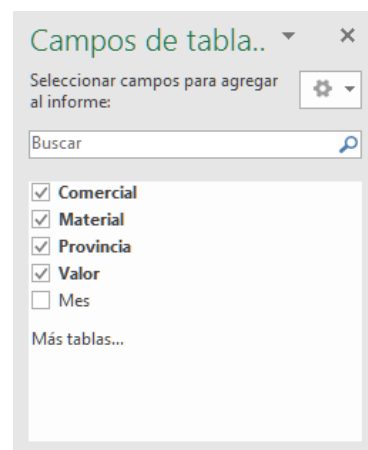 Campos de tabla..
Seleccionar campos para agregar
al informe:
Buscar
Comercial
Material
Provincia
Valor
Mes
Más tablas...